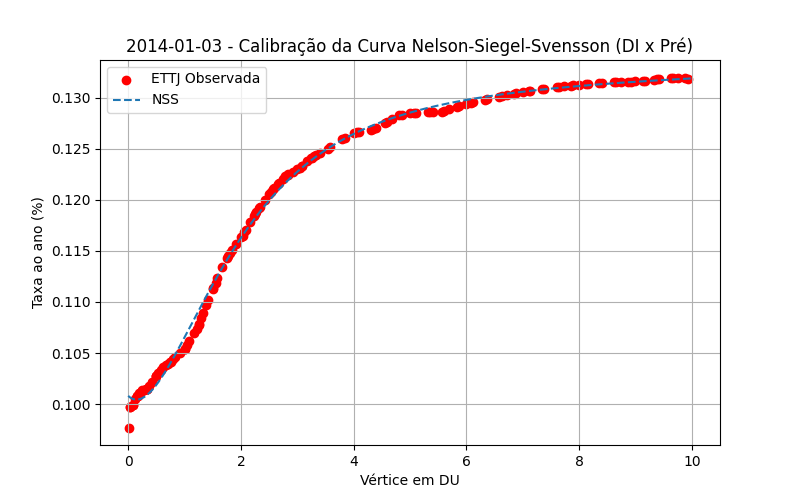 2014-01-03 - Calibração da Curva Nelson-Siegel-Svensson (DI x Pré)
ETTJ Observada
NSS
Taxa ao ano (%)
0.130
0.125
0.120
0.115
0.110
0.105
0.100
0 2 4 6 8 10
Vértice em DU